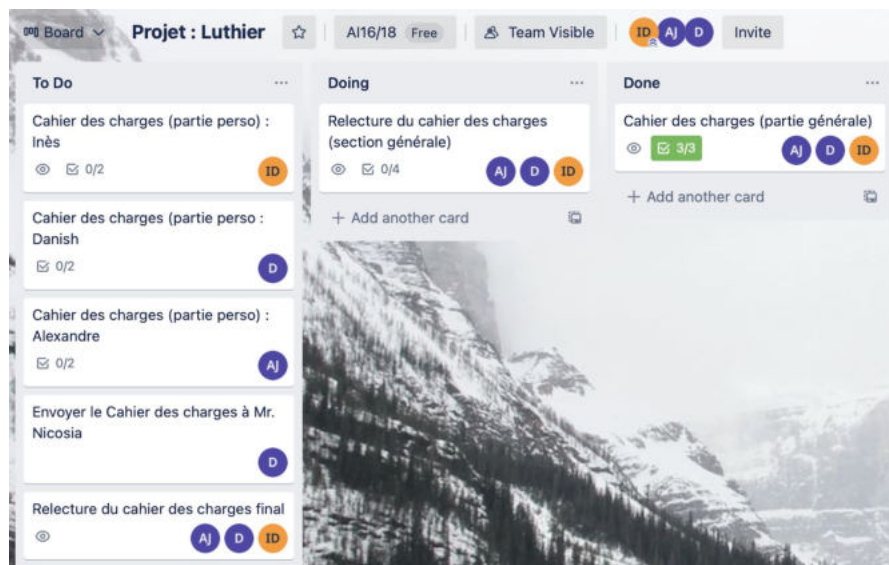 Board
Projet : Luthier
AI16/18 Free
Team Visible
ID AJ D
Invite
To Do
Cahier des charges (partie perso) :
Inès
0/2
ID
Cahier des charges (partie perso :
Danish
0/2
D
Cahier des charges (partie perso) :
Alexandre
0/2
AJ
Envoyer le Cahier des charges à Mr.
Nicosia
D
Relecture du cahier des charges final
AJ D ID
Doing
Relecture du cahier des charges
(section générale)
0/4
AJ D ID
+ Add another card
Done
Cahier des charges (partie générale)
3/3
AJ D ID
+ Add another card